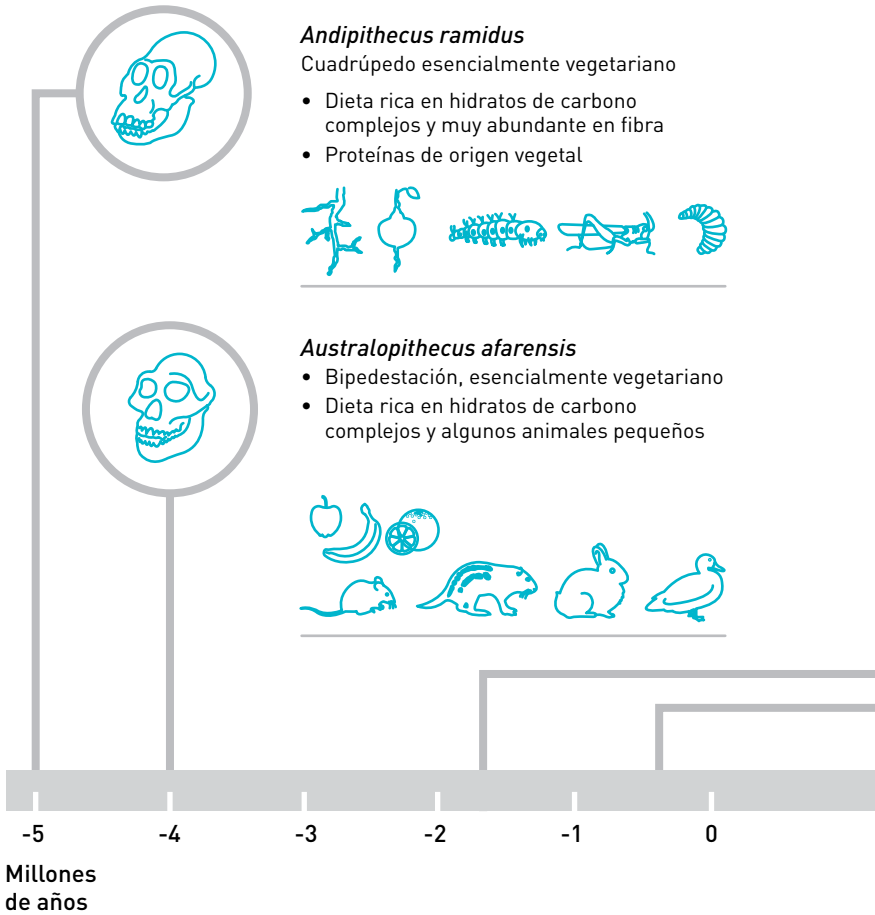 Andipithecus ramidus
Cuadrúpedo esencialmente vegetariano
• Dieta rica en hidratos de carbono
complejos y muy abundante en fibra
• Proteínas de origen vegetal
Australopithecus afarensis
• Bipedestación, esencialmente vegetariano
• Dieta rica en hidratos de carbono
complejos y algunos animales pequeños
-5 -4 -3 -2 -1 0
Millones
de años